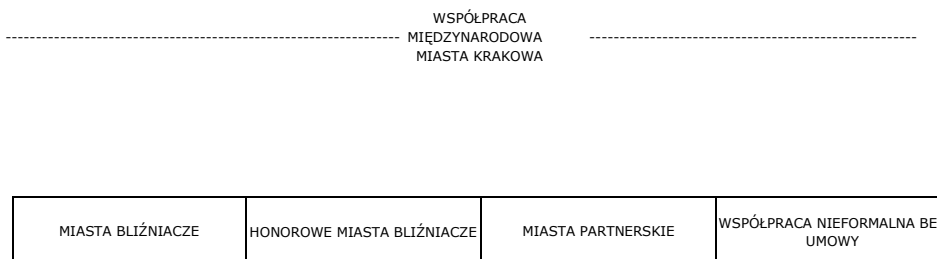 WSPÓŁPRACA
MIĘDZYNARODOWA
MIASTA KRAKOWA
MIASTA BLIŹNIACZE
HONOROWE MIASTA BLIŹNIACZE
MIASTA PARTNERSKIE
WSPÓŁPRACA NIEFORMALNA BE
UMOWY